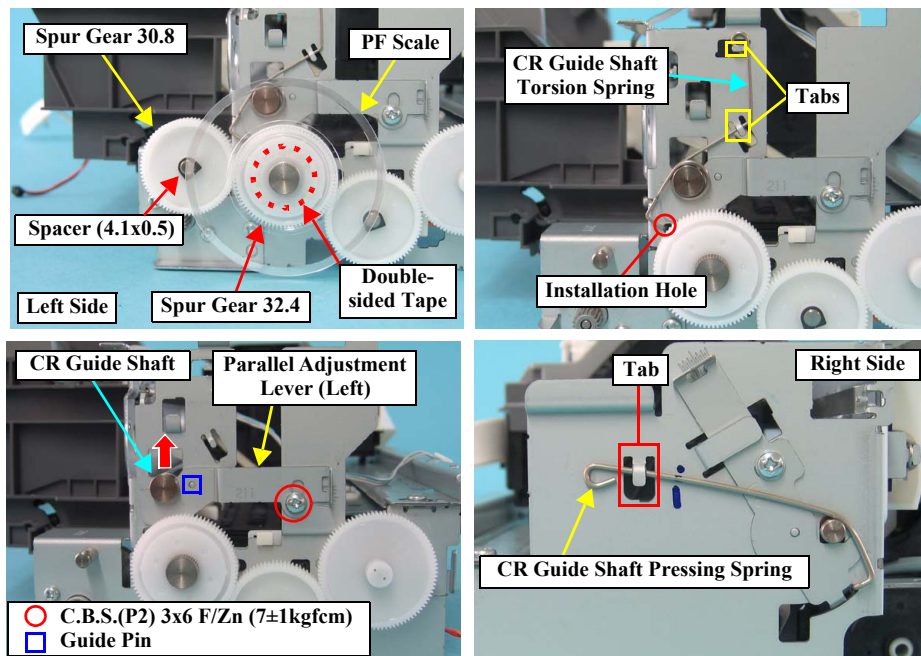 Spur Gear 30.8
PF Scale
Spacer (4.1x0.5)
Double-
sided Tape
Spur Gear 32.4
Left Side
CR Guide Shaft
Torsion Spring
Tabs
211
Installation Hole
CR Guide Shaft
Parallel Adjustment
Lever (Left)
211
C.B.S.(P2) 3x6 F/Zn (7±1kgfcm)
Guide Pin
Tab
Right Side
CR Guide Shaft Pressing Spring